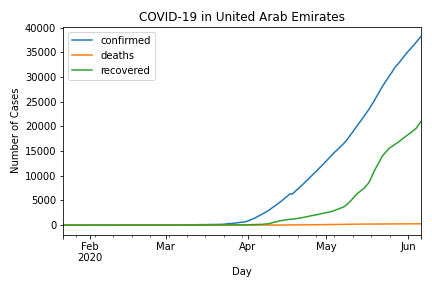 COVID-19 in United Arab Emirates
confirmed
deaths
recovered
Number of Cases
40000
35000
30000
25000
20000
15000
10000
5000
0
Feb
2020
Mar
Apr
May
Jun
Day